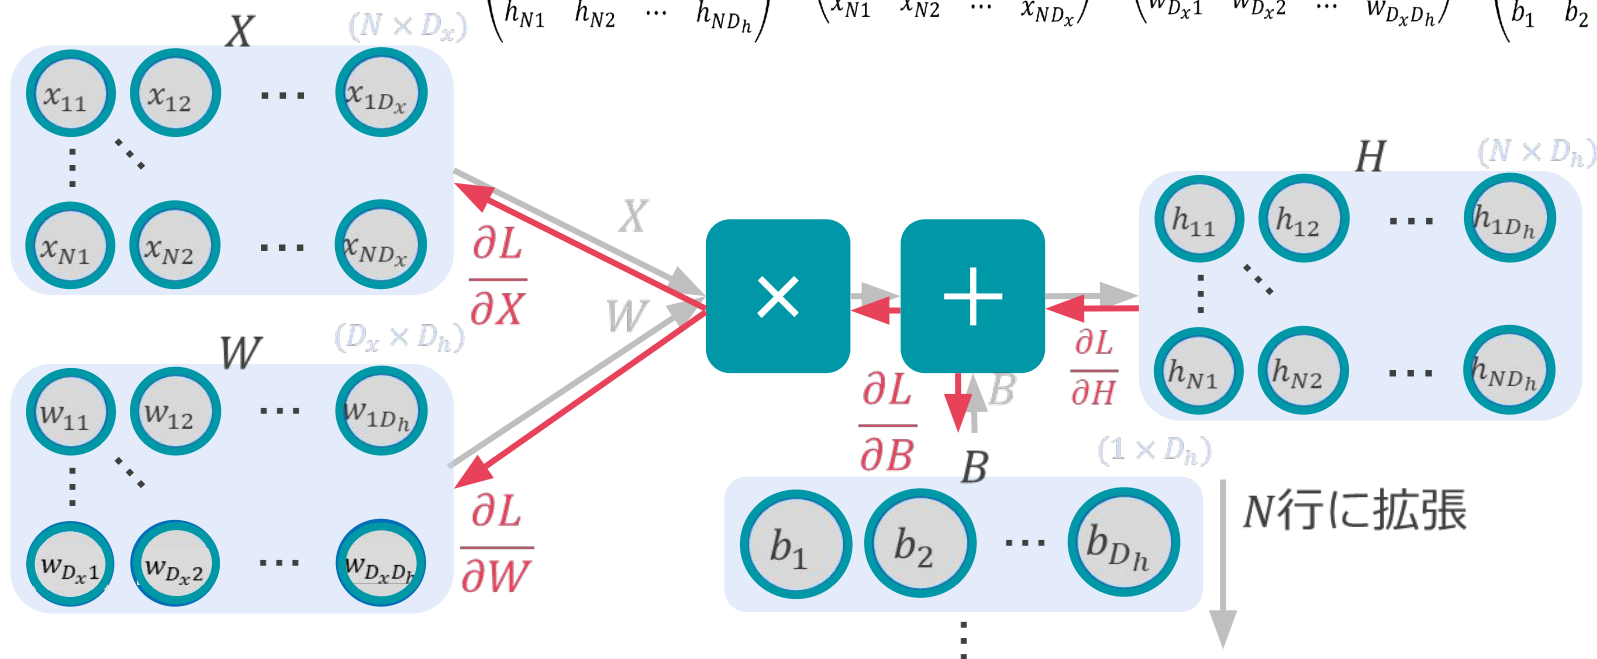 h_{N1} h_{N2} ⋯ h_{ND_h} x_{N1} x_{N2} ⋯ x_{ND_x} w_{D_x1} w_{D_x2} ⋯ w_{D_xD_h} b_1 b_2
X (N × D_x)
x_{11} x_{12} ⋯ x_{1D_x}
⋮ ⋱
x_{N1} x_{N2} ⋯ x_{ND_x}
W (D_x × D_h)
w_{11} w_{12} ⋯ w_{1D_h}
⋮ ⋱
w_{D_x1} w_{D_x2} ⋯ w_{D_xD_h}
X
∂L/∂X
W
∂L/∂W
×
+
∂L/∂B
B
∂L/∂H
H (N × D_h)
h_{11} h_{12} ⋯ h_{1D_h}
⋮ ⋱
h_{N1} h_{N2} ⋯ h_{ND_h}
B (1 × D_h)
b_1 b_2 ⋯ b_{D_h}
⋮
N行に拡張